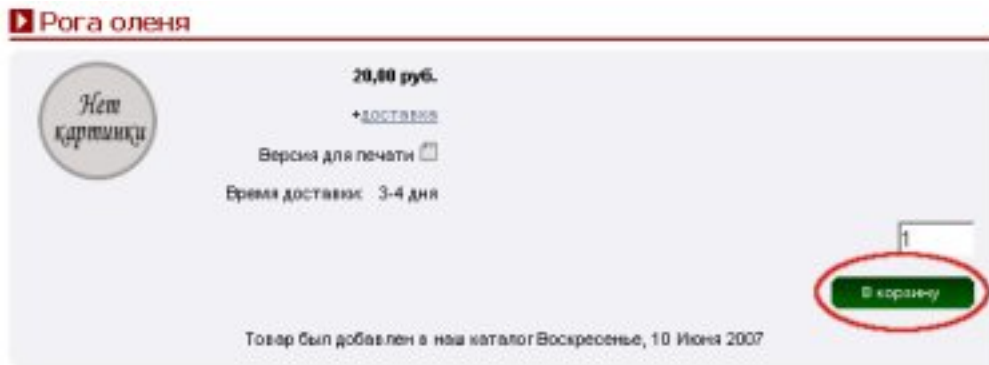 Рога оленя
Нет
картинки
20,00 руб.
+доставка
Версия для печати
Время доставки: 3-4 дня
1
В корзину
Товар был добавлен в наш каталог Воскресенье, 10 Июня 2007